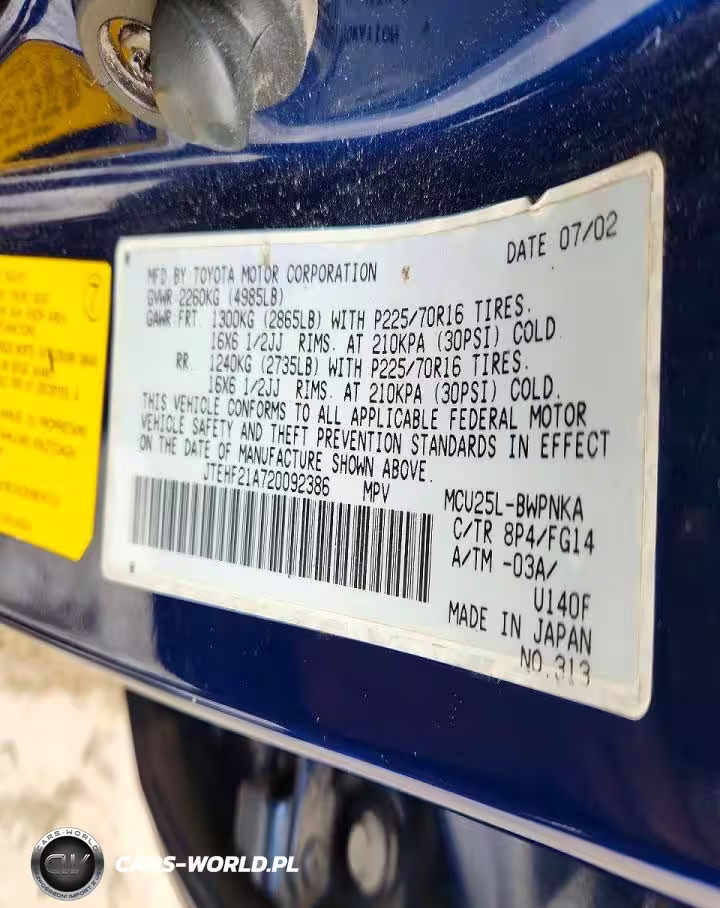 DATE 07/02
MFD BY TOYOTA MOTOR CORPORATION
GVWR 2260KG (4985LB)
GAWR FRT. 1300KG (2865LB) WITH P225/70R16 TIRES.
16X6 1/2JJ RIMS. AT 210KPA (30PSI) COLD
RR. 1240KG (2735LB) WITH P225/70R16 TIRES.
16X6 1/2JJ RIMS. AT 210KPA (30PSI) COLD.
THIS VEHICLE CONFORMS TO ALL APPLICABLE FEDERAL MOTOR
VEHICLE SAFETY AND THEFT PREVENTION STANDARDS IN EFFECT
ON THE DATE OF MANUFACTURE SHOWN ABOVE.
JTEHF21A720092386 MPV
MCU25L-BWPNKA
C/TR 8P4/FG14
A/TM -03A/
U140F
MADE IN JAPAN
NO.313
CARS-WORLD
CW
CARS-WORLD.PL